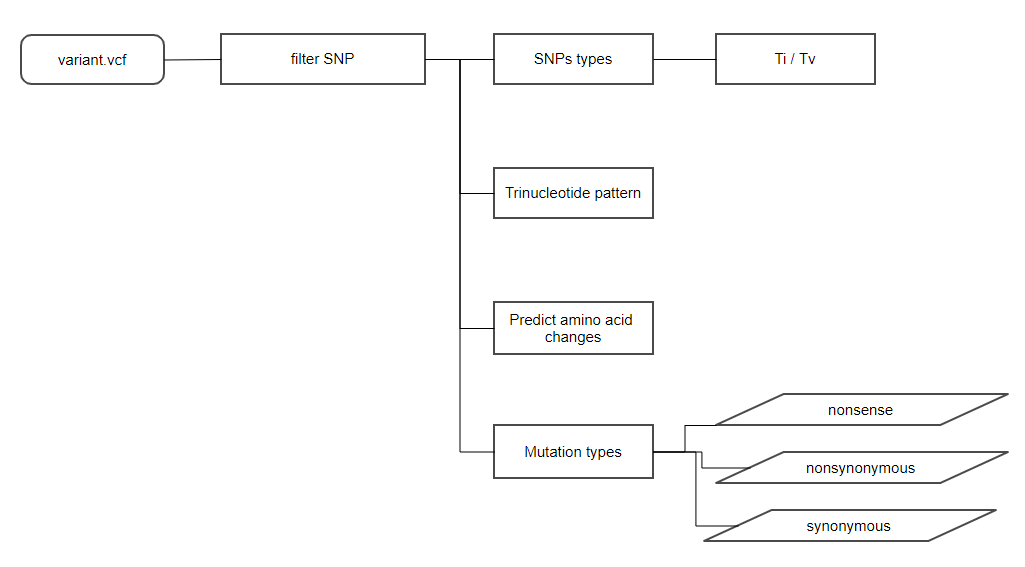 variant.vcf
filter SNP
SNPs types
Ti / Tv
Trinucleotide pattern
Predict amino acid
changes
Mutation types
nonsense
nonsynonymous
synonymous